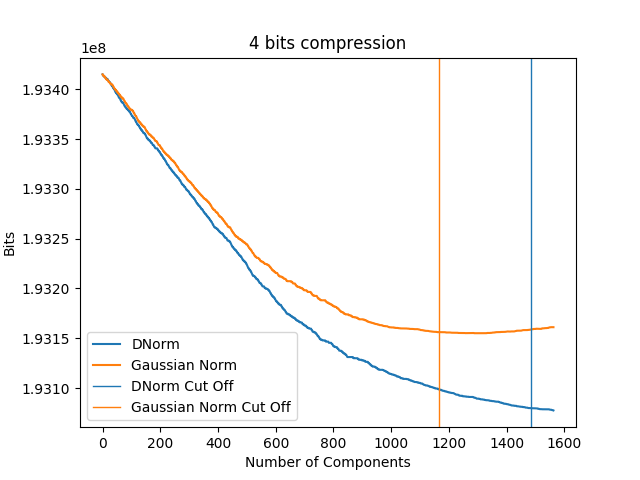 4 bits compression
1e8
1.9340
1.9335
1.9330
1.9325
1.9320
1.9315
1.9310
Bits
DNorm
Gaussian Norm
DNorm Cut Off
Gaussian Norm Cut Off
0 200 400 600 800 1000 1200 1400 1600
Number of Components